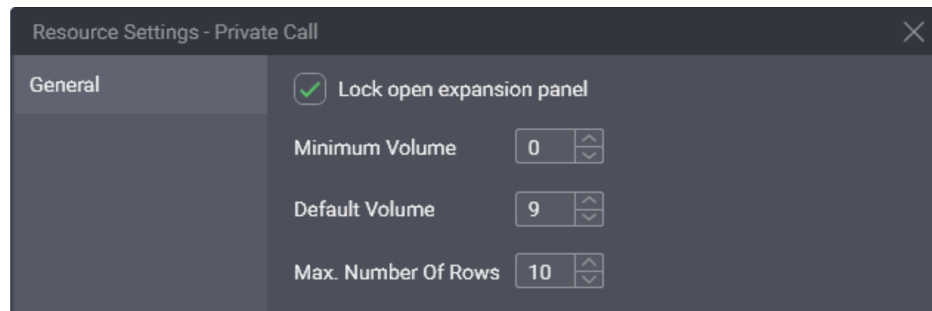 Resource Settings - Private Call
General
Lock open expansion panel
Minimum Volume 0
Default Volume 9
Max. Number Of Rows 10